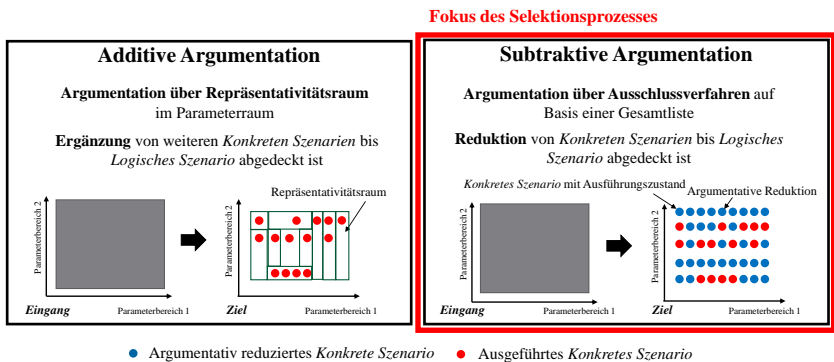 Fokus des Selektionsprozesses
Additive Argumentation
Argumentation über Repräsentativitätsraum
im Parameterraum
Ergänzung von weiteren Konkreten Szenarien bis
Logisches Szenario abgedeckt ist
Repräsentativitätsraum
Parameterbereich 2
Parameterbereich 2
Eingang
Parameterbereich 1
Ziel
Parameterbereich 1
Subtraktive Argumentation
Argumentation über Ausschlussverfahren auf
Basis einer Gesamtliste
Reduktion von Konkreten Szenarien bis Logisches
Szenario abgedeckt ist
Konkretes Szenario mit Ausführungszustand
Argumentative Reduktion
Parameterbereich 2
Parameterbereich 2
Eingang
Parameterbereich 1
Ziel
Parameterbereich 1
Argumentativ reduziertes Konkrete Szenario
Ausgeführtes Konkretes Szenario